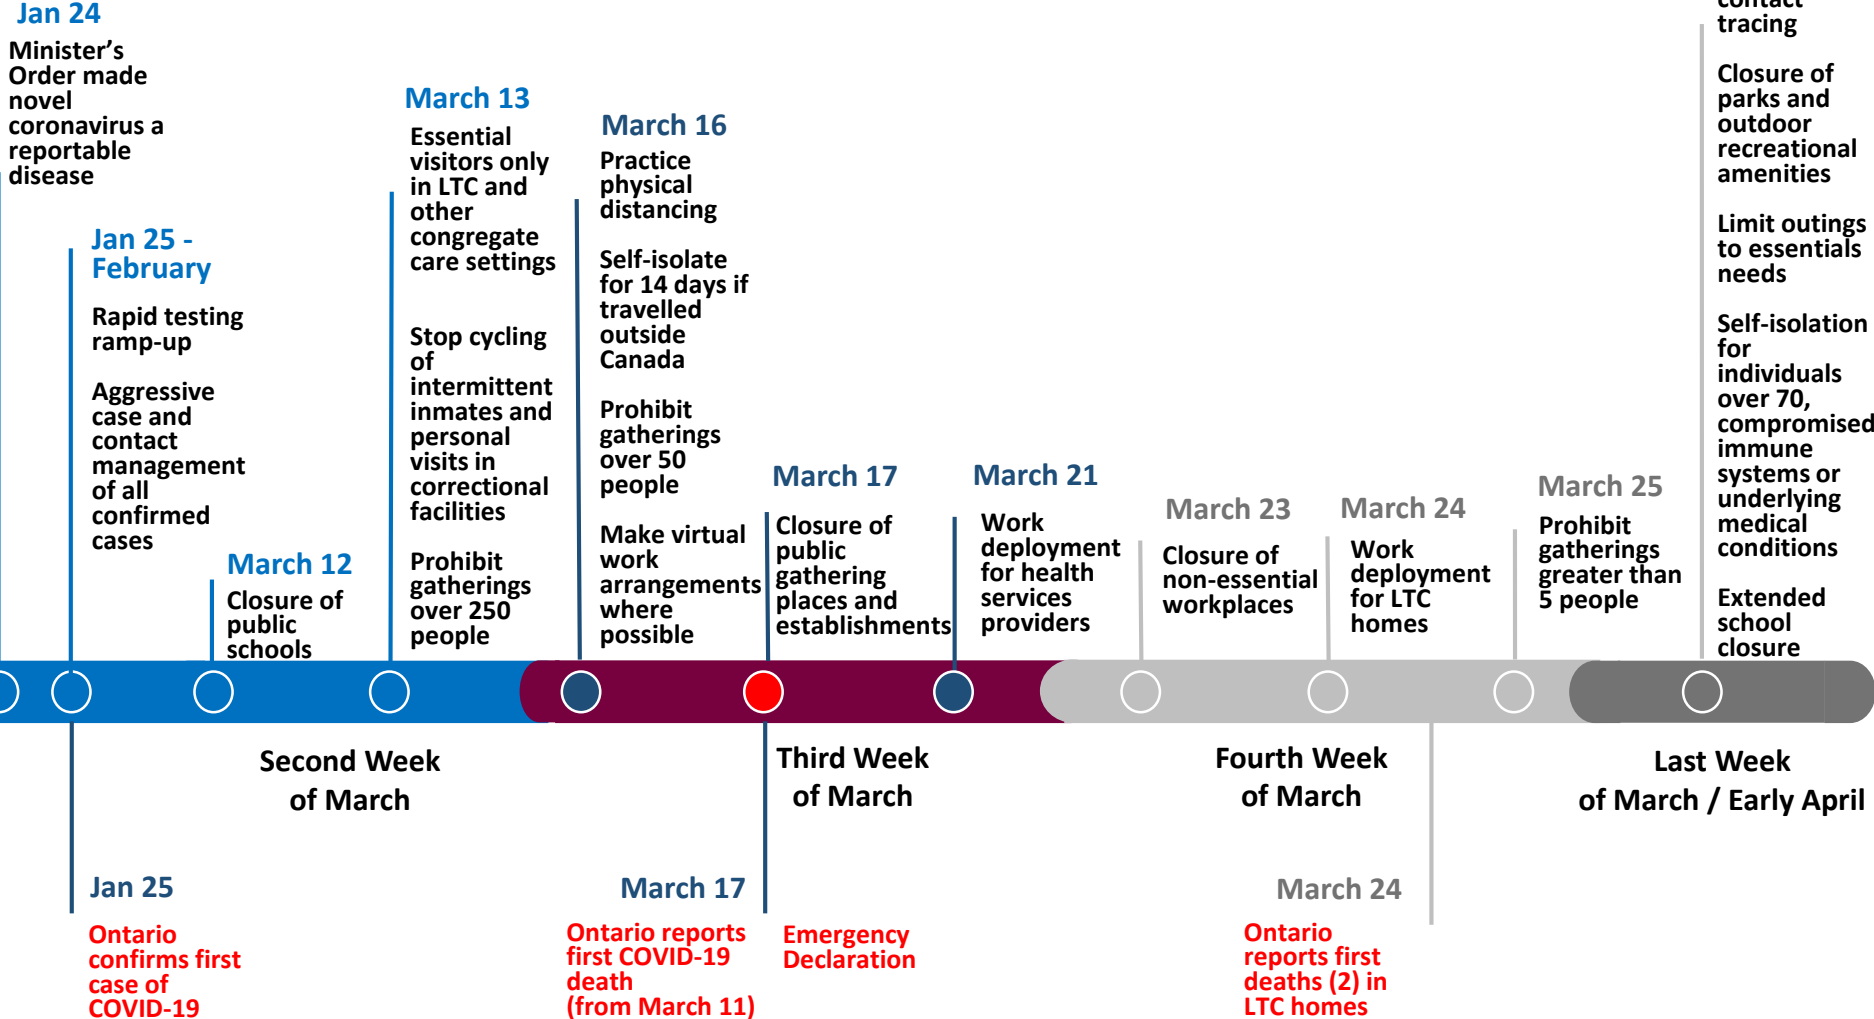 Jan 24
Minister’s
Order made
novel
coronavirus a
reportable
disease
Jan 25 -
February
Rapid testing
ramp-up
Aggressive
case and
contact
management
of all
confirmed
cases
March 12
Closure of
public
schools
March 13
Essential
visitors only
in LTC and
other
congregate
care settings
Stop cycling
of
intermittent
inmates and
personal
visits in
correctional
facilities
Prohibit
gatherings
over 250
people
March 16
Practice
physical
distancing
Self-isolate
for 14 days if
travelled
outside
Canada
Prohibit
gatherings
over 50
people
Make virtual
work
arrangements
where
possible
March 17
Closure of
public
gathering
places and
establishments
March 21
Work
deployment
for health
services
providers
March 23
Closure of
non-essential
workplaces
March 24
Work
deployment
for LTC
homes
March 25
Prohibit
gatherings
greater than
5 people
contact
tracing
Closure of
parks and
outdoor
recreational
amenities
Limit outings
to essentials
needs
Self-isolation
for
individuals
over 70,
compromised
immune
systems or
underlying
medical
conditions
Extended
school
closure
Second Week
of March
Third Week
of March
Fourth Week
of March
Last Week
of March / Early April
Jan 25
Ontario
confirms first
case of
COVID-19
March 17
Ontario reports
first COVID-19
death
(from March 11)
Emergency
Declaration
March 24
Ontario
reports first
deaths (2) in
LTC homes